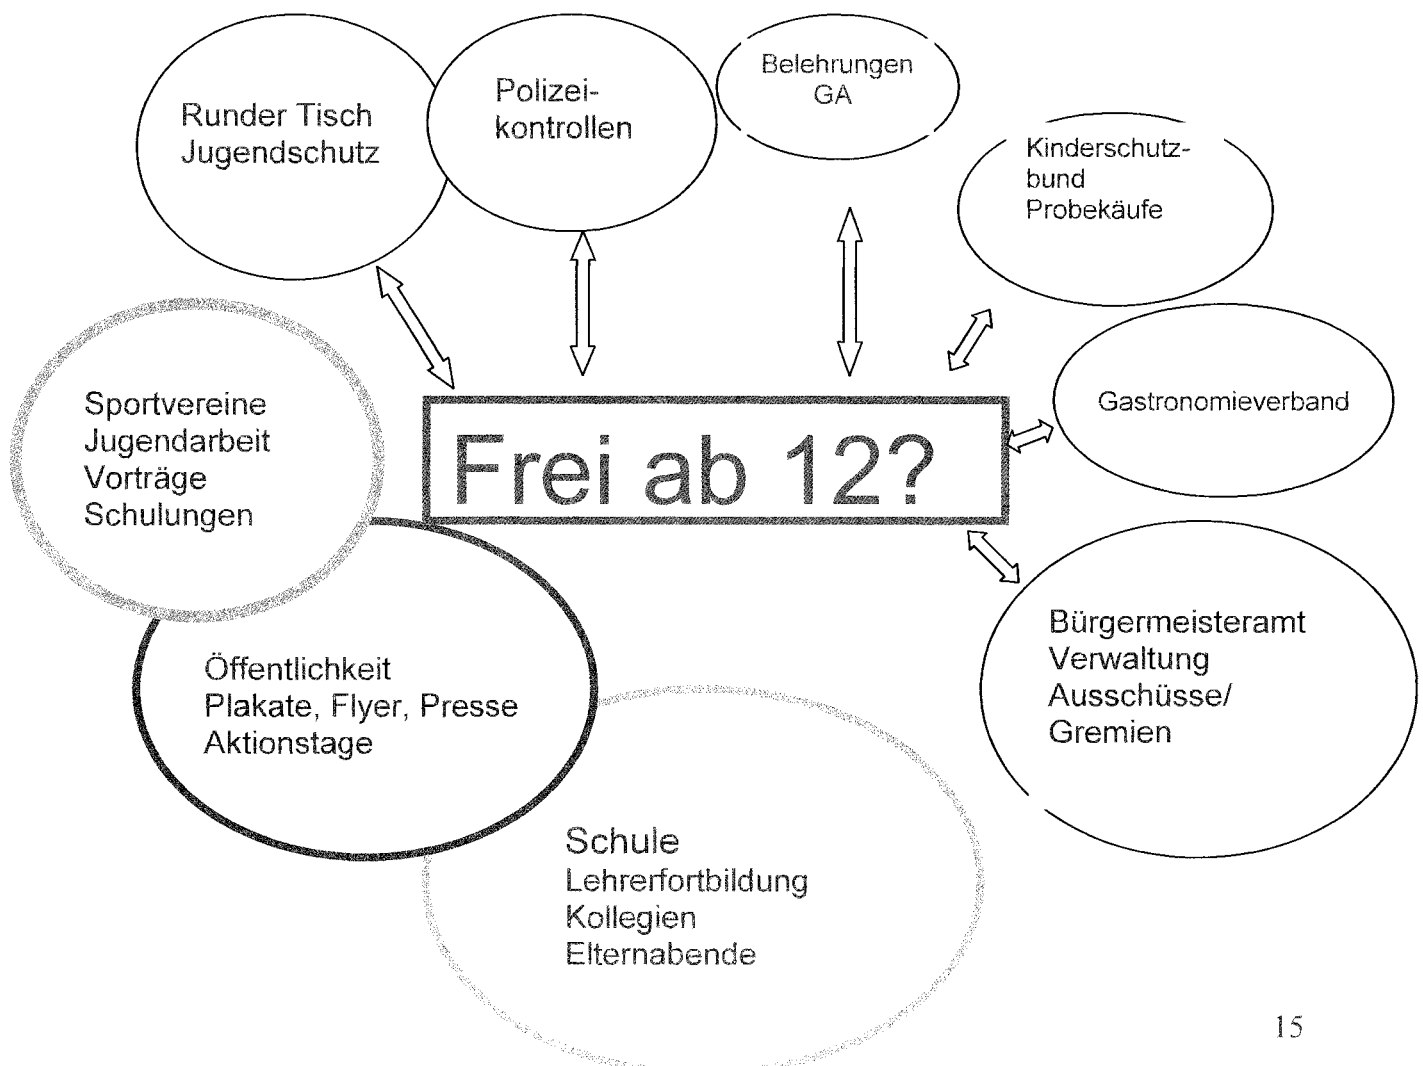 Runder Tisch
Jugendschutz
Polizei-
kontrollen
Belehrungen
GA
Kinderschutz-
bund
Probekäufe
Gastronomieverband
Sportvereine
Jugendarbeit
Vorträge
Schulungen
Frei ab 12?
Bürgermeisteramt
Verwaltung
Ausschüsse/
Gremien
Öffentlichkeit
Plakate, Flyer, Presse
Aktionstage
Schule
Lehrerfortbildung
Kollegien
Elternabende
15